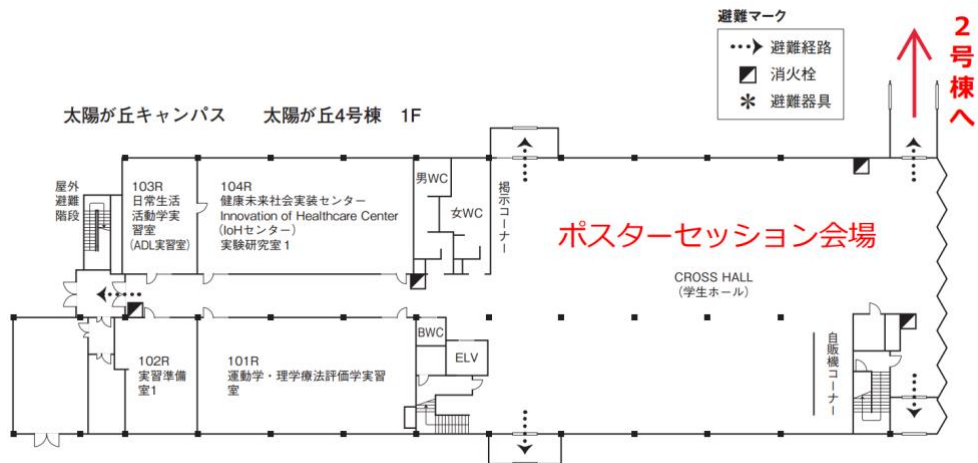 避難マーク
避難経路
消火栓
避難器具
2号棟へ
太陽が丘キャンパス 太陽が丘4号棟 1F
屋外
避難
階段
103R
日常生活
活動学実
習室
(ADL実習室)
104R
健康未来社会実装センター
Innovation of Healthcare Center
(IoHセンター)
実験研究室1
男WC
女WC
掲示コーナー
ポスターセッション会場
CROSS HALL
(学生ホール)
102R
実習準備
室1
101R
運動学・理学療法評価学実習
室
BWC
ELV
自販機コーナー